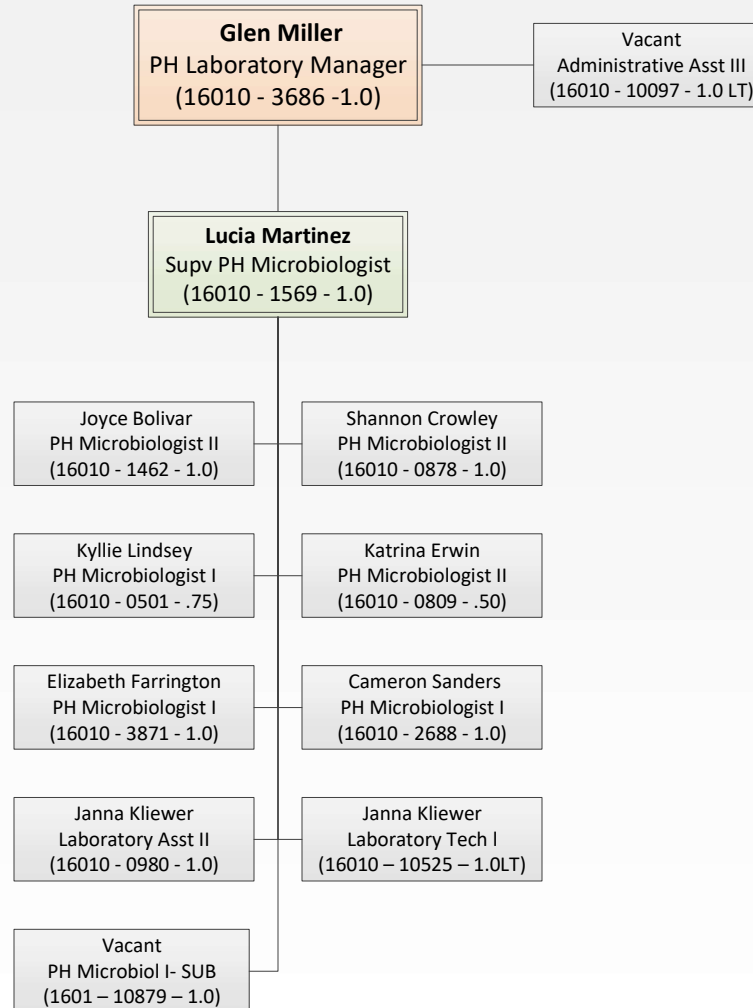 Glen Miller
PH Laboratory Manager
(16010 - 3686 -1.0)
Vacant
Administrative Asst III
(16010 - 10097 - 1.0 LT)
Lucia Martinez
Supv PH Microbiologist
(16010 - 1569 - 1.0)
Joyce Bolivar
PH Microbiologist II
(16010 - 1462 - 1.0)
Shannon Crowley
PH Microbiologist II
(16010 - 0878 - 1.0)
Kyllie Lindsey
PH Microbiologist I
(16010 - 0501 - .75)
Katrina Erwin
PH Microbiologist II
(16010 - 0809 - .50)
Elizabeth Farrington
PH Microbiologist I
(16010 - 3871 - 1.0)
Cameron Sanders
PH Microbiologist I
(16010 - 2688 - 1.0)
Janna Kliewer
Laboratory Asst II
(16010 - 0980 - 1.0)
Janna Kliewer
Laboratory Tech l
(16010 – 10525 – 1.0LT)
Vacant
PH Microbiol I- SUB
(1601 – 10879 – 1.0)